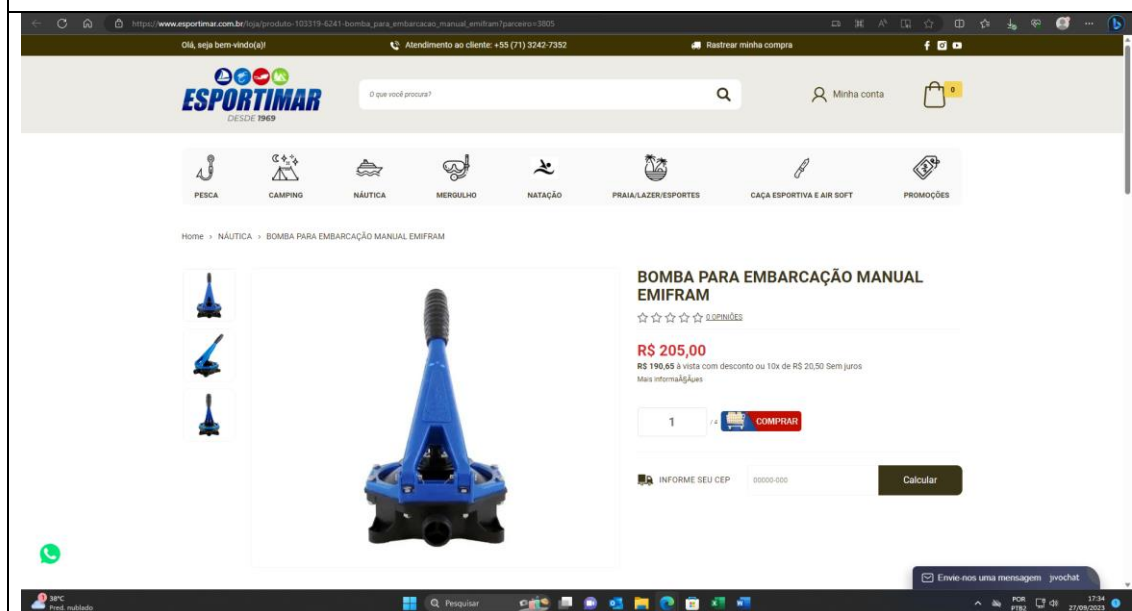 https://www.esportimar.com.br/loja/produto-103319-6241-bomba_para_embarcacao_manual_emifram?parceiro=3805
Olá, seja bem-vindo(a)!
Atendimento ao cliente: +55 (71) 3242-7352
Rastrear minha compra
ESPORTIMAR
DESDE 1969
O que você procura?
Minha conta
0
PESCA
CAMPING
NÁUTICA
MERGULHO
NATAÇÃO
PRAIA/LAZER/ESPORTES
CAÇA ESPORTIVA E AIR SOFT
PROMOÇÕES
Home > NÁUTICA > BOMBA PARA EMBARCAÇÃO MANUAL EMIFRAM
BOMBA PARA EMBARCAÇÃO MANUAL
EMIFRAM
0 OPINIÕES
R$ 205,00
R$ 190,65 à vista com desconto ou 10x de R$ 20,50 Sem juros
Mais informaÃ§Ãµes
1
COMPRAR
INFORME SEU CEP
00000-000
Calcular
Envie-nos uma mensagem jivochat
38°C
Pred. nublado
Pesquisar
POR
PTB2
17:34
27/09/2023